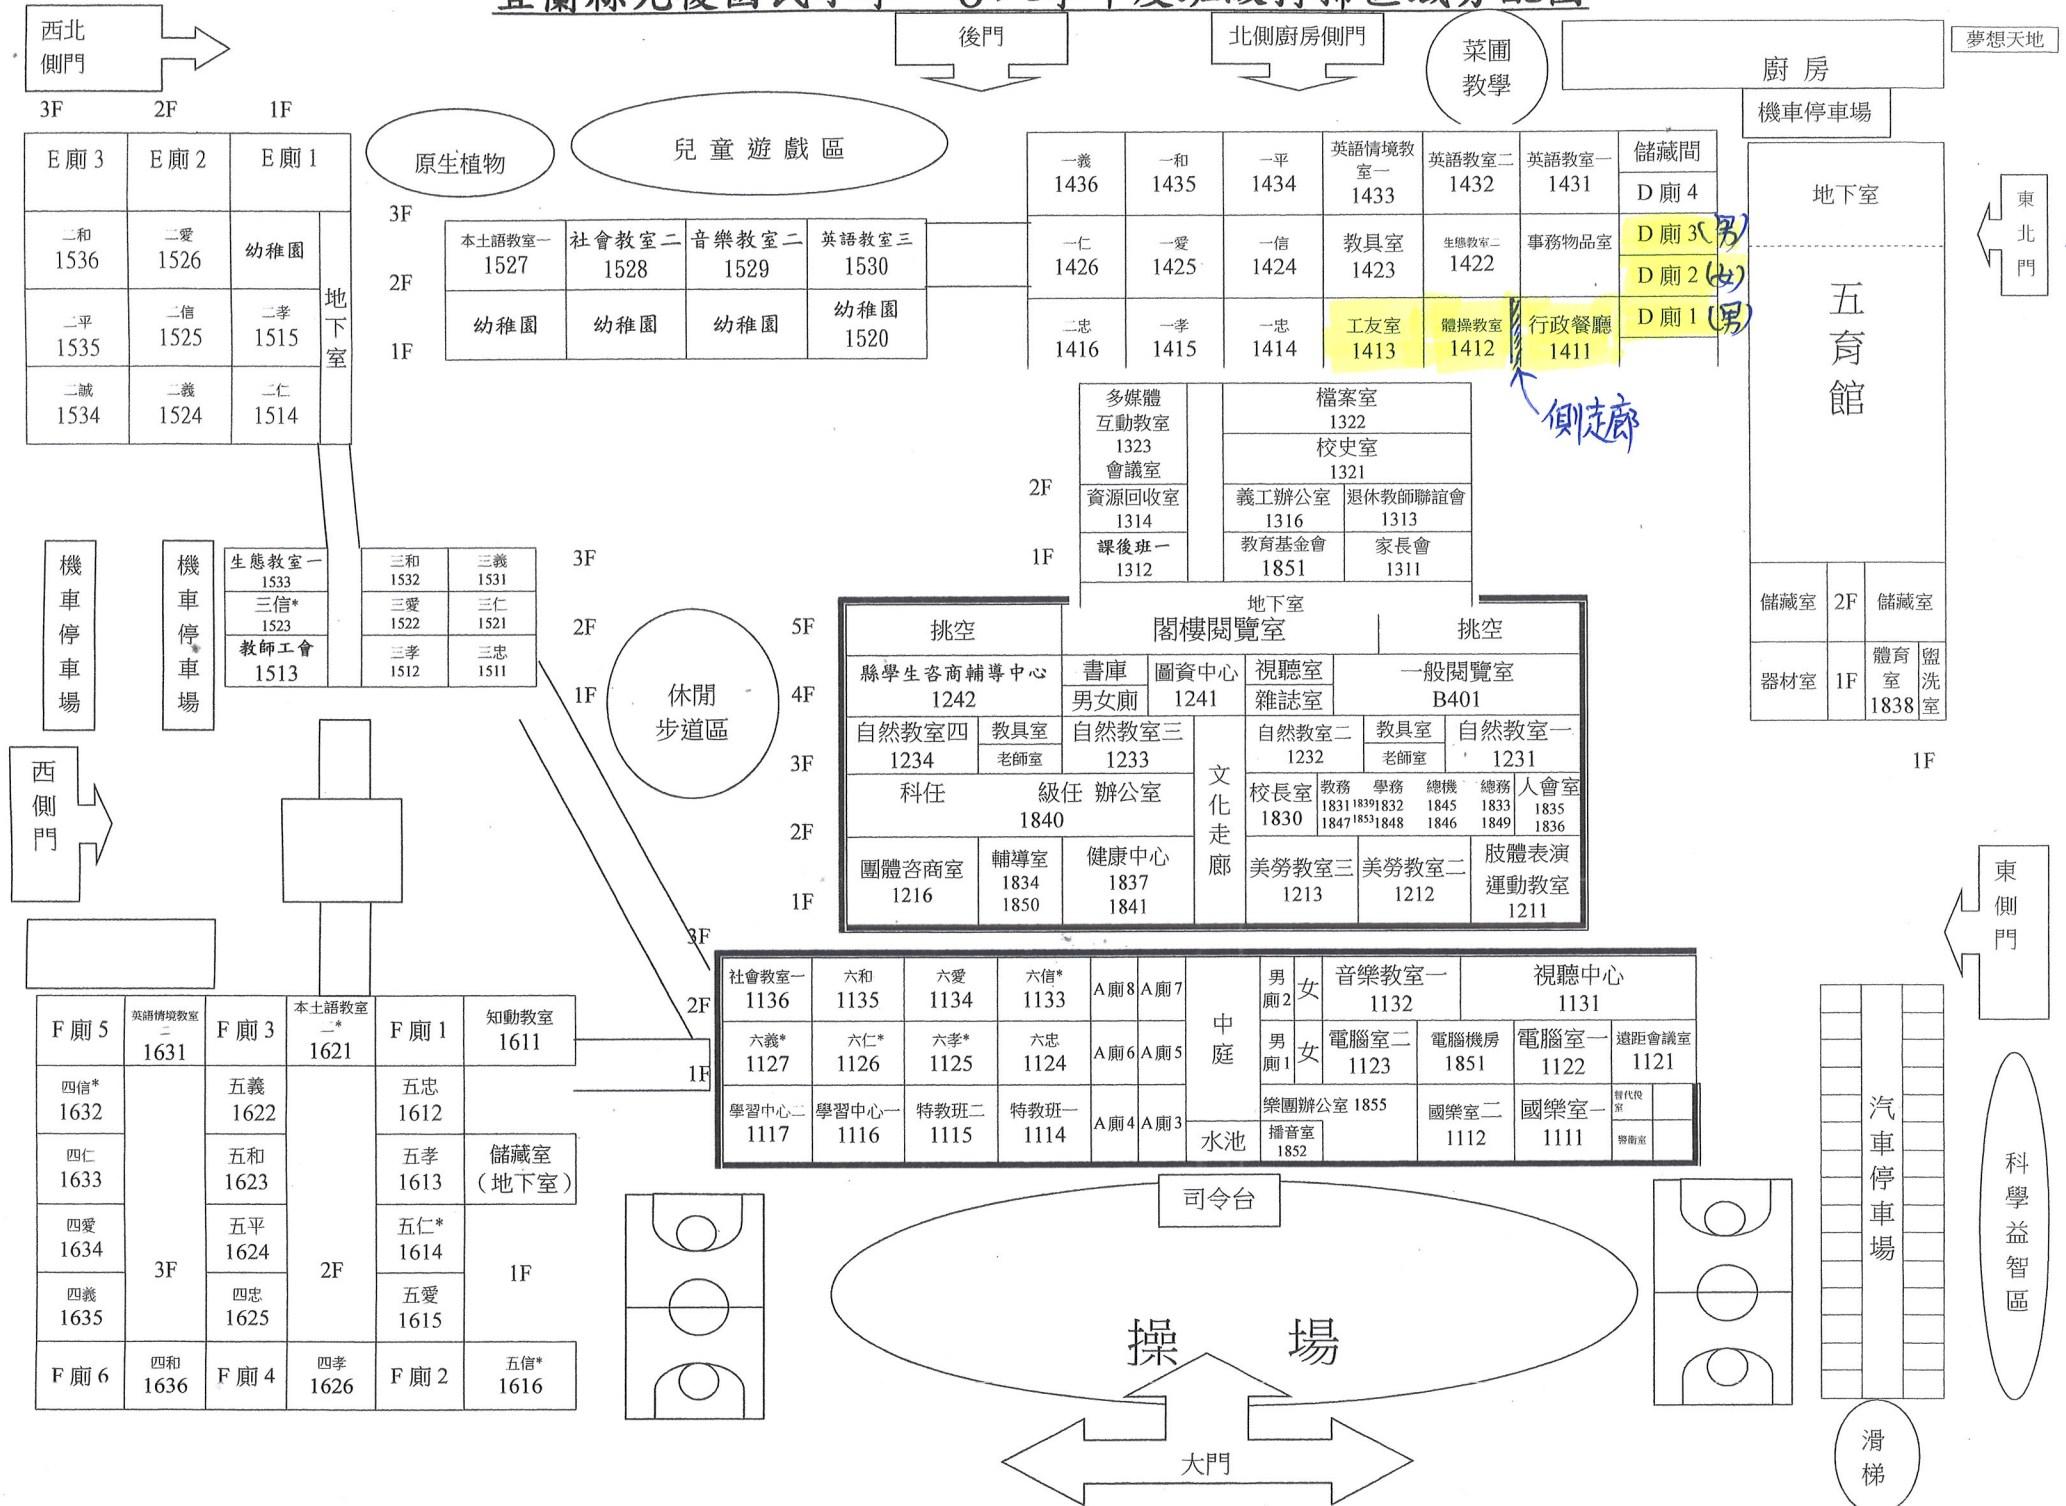 西北
側門
後門
北側廚房側門
菜圃
教學
廚 房
夢想天地
機車停車場
3F
2F
1F
E 廁 3
E 廁 2
E 廁 1
二和
1536
二愛
1526
幼稚園
二平
1535
二信
1525
二孝
1515
二誠
1534
二義
1524
二仁
1514
地下室
原生植物
兒 童 遊 戲 區
3F
2F
1F
本土語教室一
1527
社會教室二
1528
音樂教室二
1529
英語教室三
1530
幼稚園
幼稚園
幼稚園
幼稚園
1520
一義
1436
一和
1435
一平
1434
英語情境教
室一
1433
英語教室二
1432
英語教室一
1431
儲藏間
D 廁 4
一仁
1426
一愛
1425
一信
1424
教具室
1423
生態教室二
1422
事務物品室
D 廁 3(男)
D 廁 2(女)
二忠
1416
一孝
1415
一忠
1414
工友室
1413
體操教室
1412
行政餐廳
1411
D 廁 1(男)
側走廊
地下室
五育館
東北門
儲藏室
2F
儲藏室
器材室
1F
體育
室
1838
盥洗室
1F
2F
1F
多媒體
互動教室
1323
會議室
檔案室
1322
校史室
1321
資源回收室
1314
義工辦公室
1316
退休教師聯誼會
1313
課後班一
1312
教育基金會
1851
家長會
1311
地下室
機車停車場
機車停車場
生態教室一
1533
三和
1532
三義
1531
三信*
1523
三愛
1522
三仁
1521
教師工會
1513
三孝
1512
三忠
1511
3F
2F
1F
休閒
步道區
西側門
5F
4F
3F
2F
1F
挑空
閣樓閱覽室
挑空
縣學生咨商輔導中心
1242
書庫
男女廁
圖資中心
1241
視聽室
雜誌室
一般閱覽室
B401
自然教室四
1234
教具室
老師室
自然教室三
1233
文化走廊
自然教室二
1232
教具室
老師室
自然教室一
1231
科任 級任 辦公室
1840
校長室
1830
教務 學務 總機 總務
1831 1839 1832 1845 1833
1847 1853 1848 1846 1849
人會室
1835
1836
團體咨商室
1216
輔導室
1834
1850
健康中心
1837
1841
美勞教室三
1213
美勞教室二
1212
肢體表演
運動教室
1211
東側門
3F
2F
1F
社會教室一
1136
六和
1135
六愛
1134
六信*
1133
A廁8
A廁7
中庭
男
廁2
女
音樂教室一
1132
視聽中心
1131
六義*
1127
六仁*
1126
六孝*
1125
六忠
1124
A廁6
A廁5
男
廁1
女
電腦室二
1123
電腦機房
1851
電腦室一
1122
遠距會議室
1121
學習中心二
1117
學習中心一
1116
特教班二
1115
特教班一
1114
A廁4
A廁3
水池
樂團辦公室 1855
播音室
1852
國樂室二
1112
國樂室一
1111
替代役
室
警衛室
F 廁 5
英語情境教室
二
1631
F 廁 3
本土語教室
二*
1621
F 廁 1
知動教室
1611
四信*
1632
五義
1622
五忠
1612
四仁
1633
五和
1623
五孝
1613
儲藏室
(地下室)
四愛
1634
五平
1624
五仁*
1614
四義
1635
四忠
1625
五愛
1615
3F
2F
1F
F 廁 6
四和
1636
F 廁 4
四孝
1626
F 廁 2
五信*
1616
司令台
操 場
大門
汽車停車場
科學益智區
滑梯